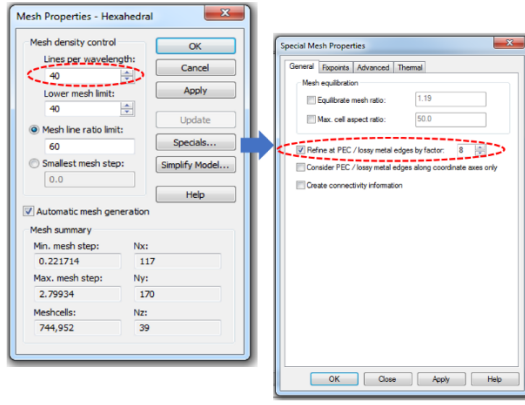 Mesh Properties - Hexahedral
Mesh density control
Lines per wavelength:
40
Lower mesh limit:
40
Mesh line ratio limit:
60
Smallest mesh step:
0.0
OK
Cancel
Apply
Update
Specials...
Simplify Model...
Help
Automatic mesh generation
Mesh summary
Min. mesh step: Nx:
0.221714 117
Max. mesh step: Ny:
2.79934 170
Meshcells: Nz:
744,952 39
Special Mesh Properties
General Fixpoints Advanced Thermal
Mesh equilibration
Equilibrate mesh ratio: 1.19
Max. cell aspect ratio: 50.0
Refine at PEC / lossy metal edges by factor: 8
Consider PEC / lossy metal edges along coordinate axes only
Create connectivity information
OK Close Apply Help